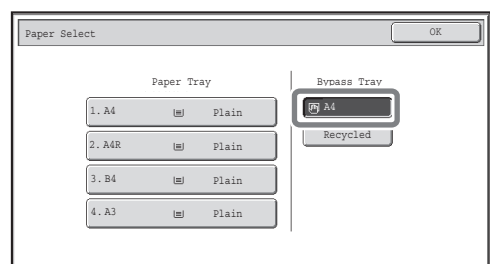 Paper Select
OK
Paper Tray
1. A4 Plain
2. A4R Plain
3. B4 Plain
4. A3 Plain
Bypass Tray
A4
Recycled